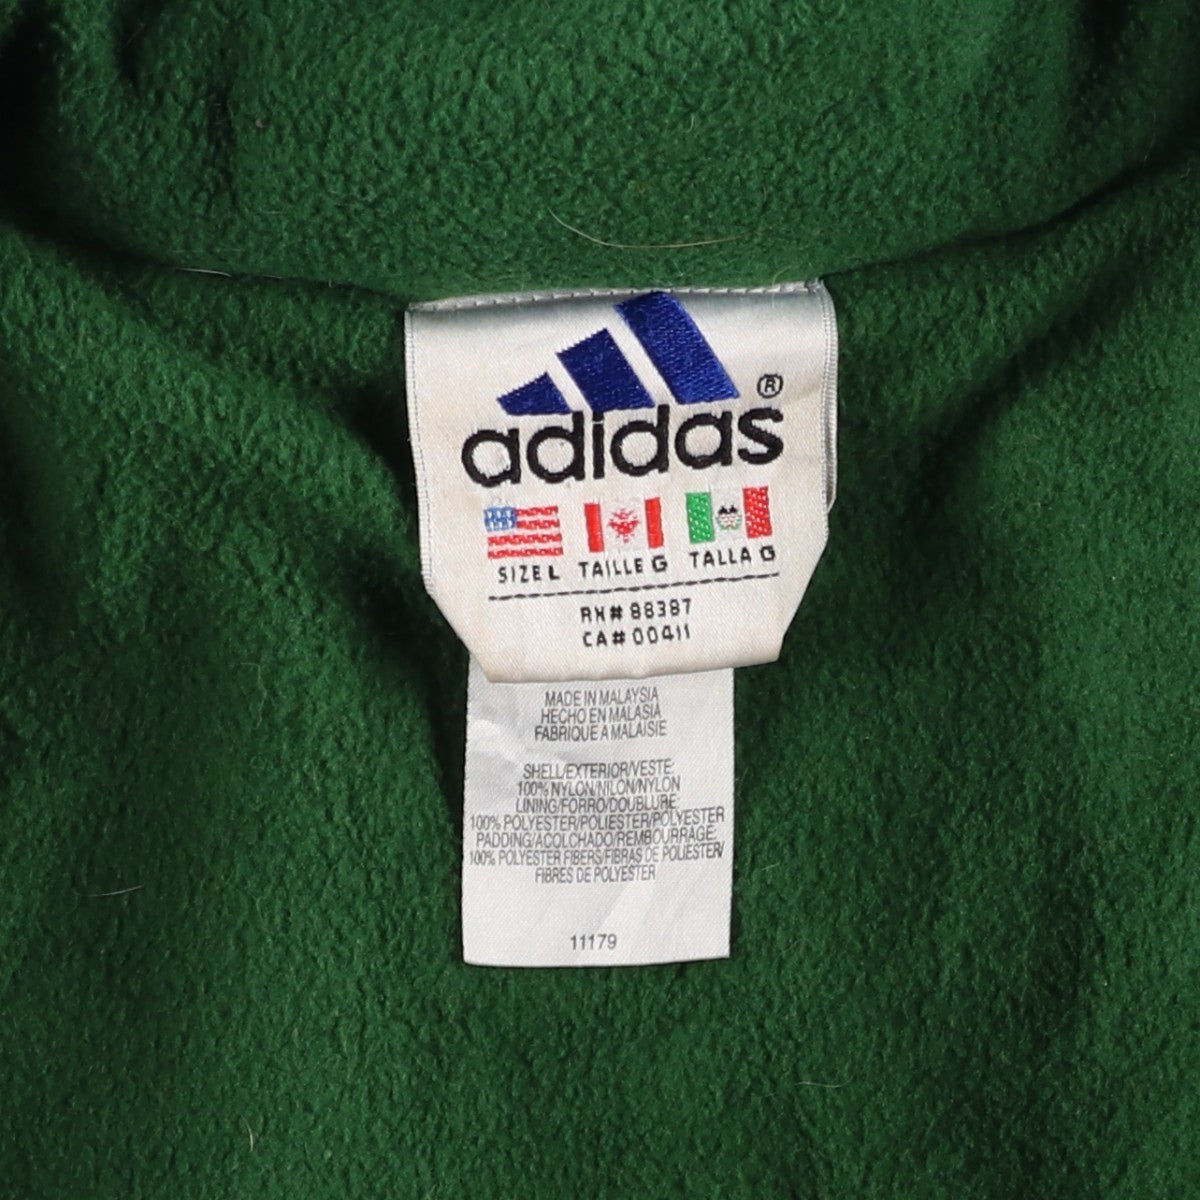 adidas®
SIZE L TAILLE G TALLA G
RN# 88387
CA# 00411
MADE IN MALAYSIA
HECHO EN MALASIA
FABRIQUE A MALAISIE
SHELL/EXTERIOR/VESTE:
100% NYLON/NILON/NYLON
LINING/FORRO/DOUBLURE:
100% POLYESTER/POLIESTER/POLYESTER
PADDING/ACOLCHADO/REMBOURRAGE:
100% POLYESTER FIBERS/FIBRAS DE POLIESTER/
FIBRES DE POLYESTER
11179